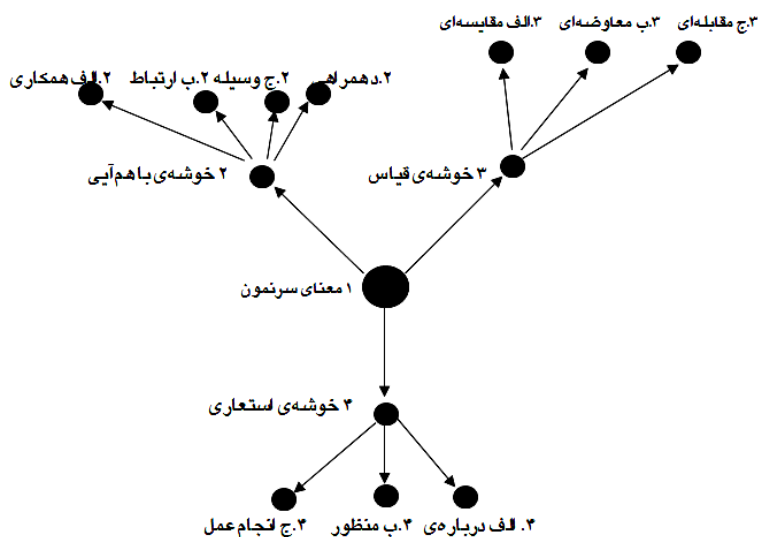 ۳.ج مقابله‌ای
۳.ب معاوضه‌ای
۳.الف مقایسه‌ای
۲.د همراهی
۲.ج وسیله
۲.ب ارتباط
۲.الف همکاری
۳ خوشه‌ی قیاس
۲ خوشه‌ی باهم‌آیی
۱ معنای سرنمون
۴ خوشه‌ی استعاری
۴. الف درباره‌ی
۴.ب منظور
۴.ج انجام عمل